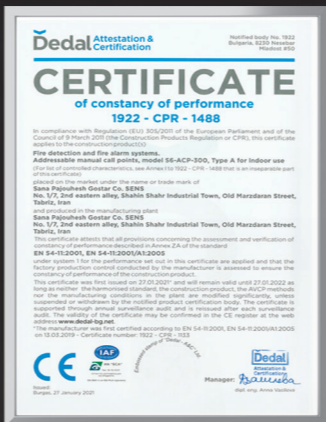 Dedal Attestation &
Certification
Notified body No. 1922
Bulgaria, 8230 Nesebar
Mladost #50
CERTIFICATE
of constancy of performance
1922 - CPR - 1488
In compliance with Regulation (EU) 305/2011 of the European Parliament and of the
Council of 9 March 2011 (the Construction Products Regulation or CPR), this certificate
applies to the construction product(s)
Fire detection and fire alarm systems.
Addressable manual call points, model S6-ACP-300, Type A for indoor use
(For list of controlled characteristics, see Annex 1 to 1922 - CPR - 1488 that is an inseparable part
of this certificate)
placed on the market under the name or trade mark of
Sana Pajouhesh Gostar Co. SENS
No. 1/7, 2nd eastern alley, Shahin Shahr Industrial Town, Old Marzdaran Street,
Tabriz, Iran
and produced in the manufacturing plant
Sana Pajouhesh Gostar Co. SENS
No. 1/7, 2nd eastern alley, Shahin Shahr Industrial Town, Old Marzdaran Street,
Tabriz, Iran
This certificate attests that all provisions concerning the assessment and verification of
constancy of performance described in Annex ZA of the standard
EN 54-11:2001, EN 54-11:2001/A1:2005
under system 1 for the performance set out in this certificate are applied and that the
factory production control conducted by the manufacturer is assessed to ensure the
constancy of performance of the construction product.
This certificate was first issued on 27.01.2021* and will remain valid until 27.01.2022 as
long as neither the harmonised standard, the construction product, the AVCP methods
nor the manufacturing conditions in the plant are modified significantly, unless
suspended or withdrawn by the notified product certification body. The certificate is
supported through annual surveillance audit and is reissued after each surveillance
audit. The validity of the certificate may be confirmed in the CE register at the web
address www.dedal-bg.net.
*The manufacturer was first certified according to EN 54-11:2001, EN 54-11:2001/A1:2005
on 13.03.2019 - Certificate number: 1922 - CPR - 1133
CE
IAF
Dedal
Attestation &
Certification
Manager:
dipl. eng. Anna Vasileva
Issued:
Burgas, 27 January 2021